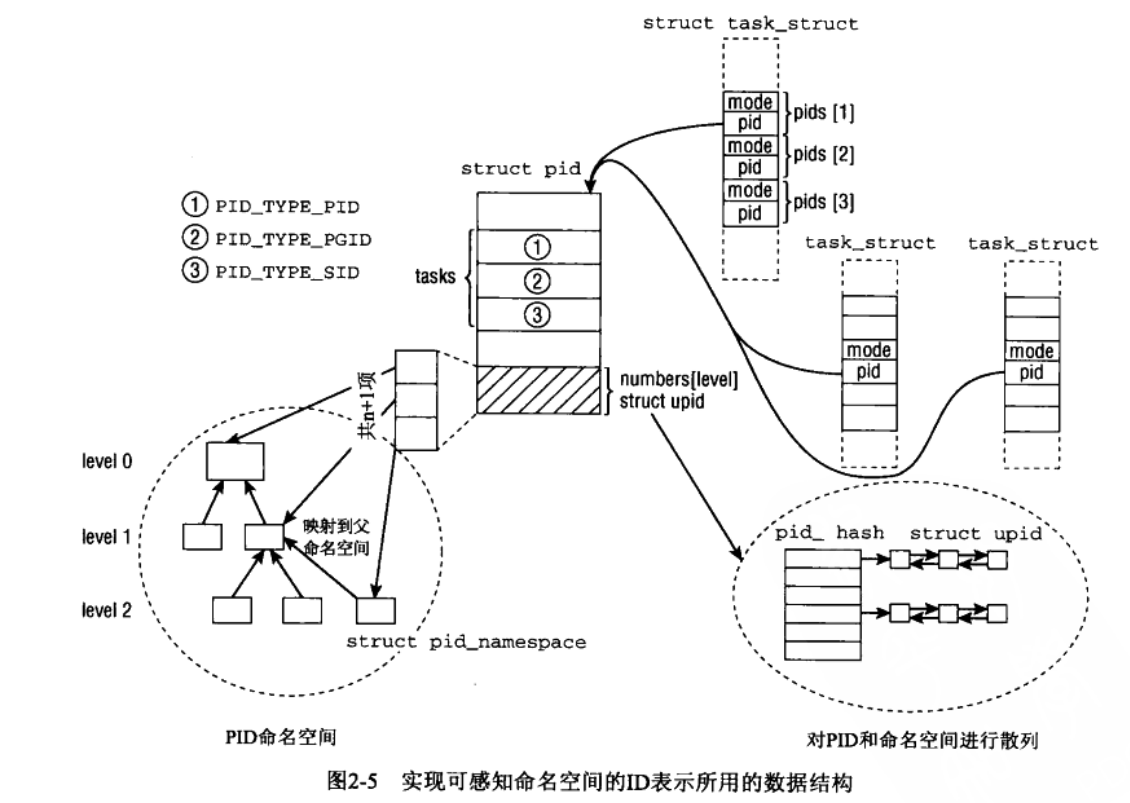 struct task_struct
mode
pid
pids [1]
mode
pid
pids [2]
mode
pid
pids [3]
struct pid
① PID_TYPE_PID
② PID_TYPE_PGID
③ PID_TYPE_SID
tasks
①
②
③
task_struct
task_struct
mode
pid
mode
pid
numbers[level]
struct upid
共n+1项
level 0
level 1
level 2
映射到父
命名空间
struct pid_namespace
pid_ hash
struct upid
PID命名空间
对PID和命名空间进行散列
图2-5 实现可感知命名空间的ID表示所用的数据结构